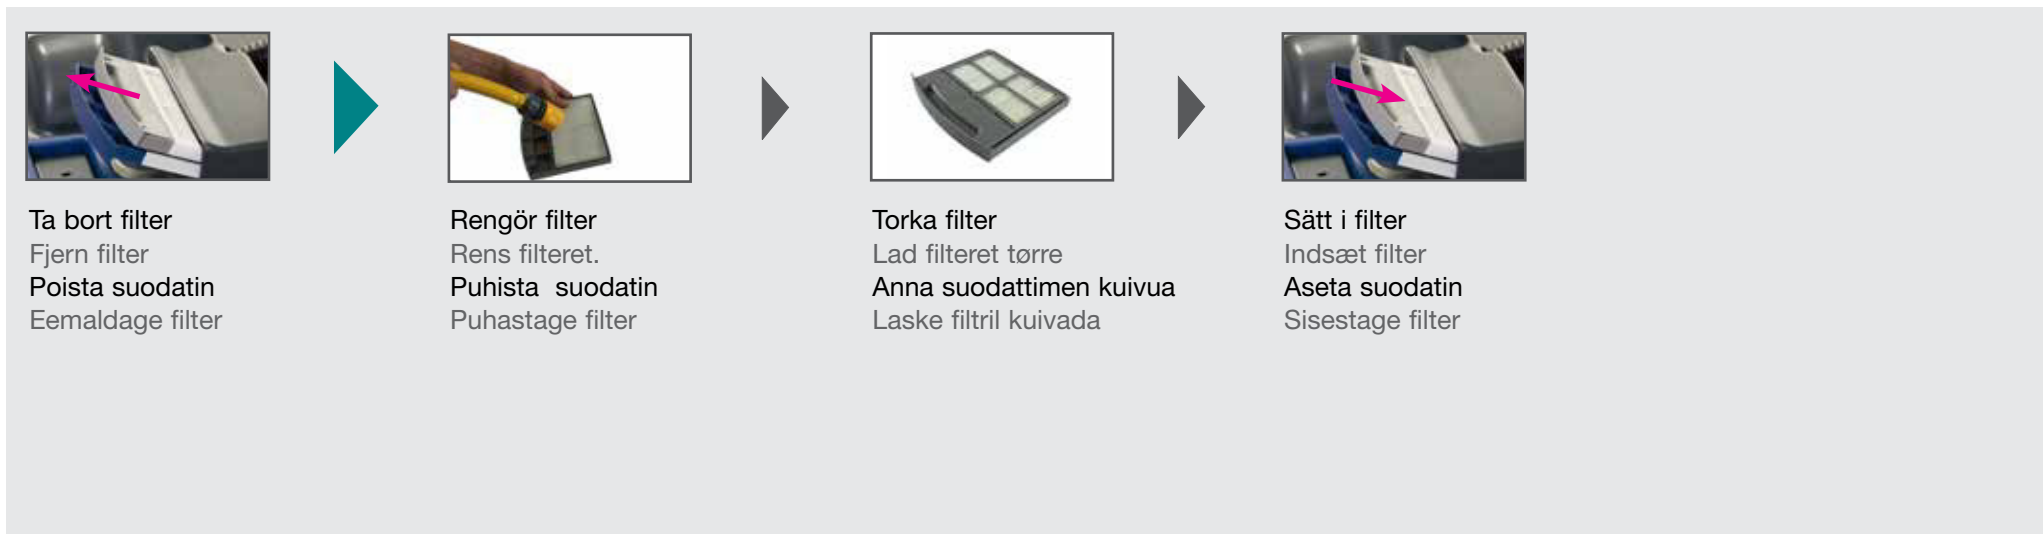 Ta bort filter
Fjern filter
Poista suodatin
Eemaldage filter
Rengör filter
Rens filteret.
Puhista  suodatin
Puhastage filter
Torka filter
Lad filteret tørre
Anna suodattimen kuivua
Laske filtril kuivada
Sätt i filter
Indsæt filter
Aseta suodatin
Sisestage filter